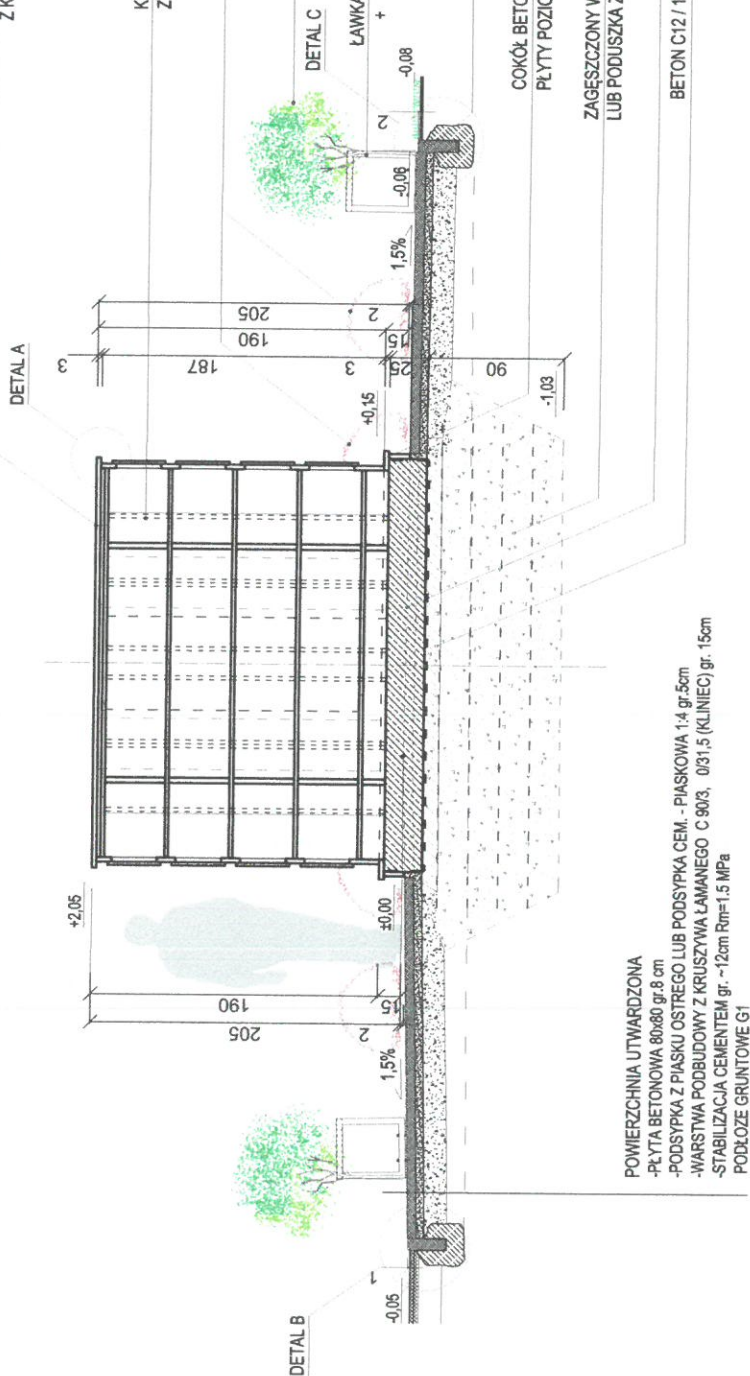 Z K
K
Z
DETAL A
DETAL C
ŁAWKA
+
+2,05
205
190
15
2
±0,00
1,5%
DETAL B
1
-0,05
3
187
3
25
90
190
15
205
2
+0,15
-1,03
1,5%
-0,06
2
-0,08
COKÓŁ BETO
PŁYTY POZIO
ZAGĘSZCZONY W
LUB PODUSZKA Z
BETON C12 / 1
POWIERZCHNIA UTWARDZONA
-PŁYTA BETONOWA 80x80 gr.8 cm
-PODSYPKA Z PIASKU OSTREGO LUB PODSYPKA CEM. - PIASKOWA 1:4 gr.5cm
-WARSTWA PODBUDOWY Z KRUSZYWA ŁAMANEGO C 90/3, 0/31,5 (KLINIEC) gr. 15cm
-STABILIZACJA CEMENTEM gr. ~12cm Rm=1.5 MPa
PODŁOŻE GRUNTOWE G1